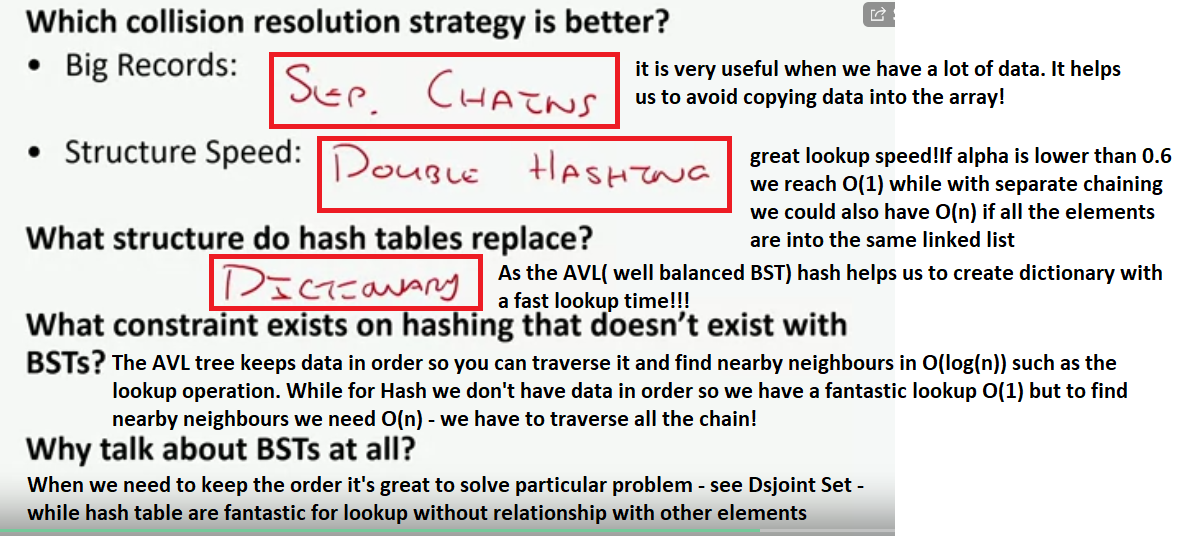 Which collision resolution strategy is better?
• Big Records: SEP. CHAINS it is very useful when we have a lot of data. It helps
us to avoid copying data into the array!
• Structure Speed: DOUBLE HASHING great lookup speed!If alpha is lower than 0.6
we reach O(1) while with separate chaining
we could also have O(n) if all the elements
are into the same linked list
What structure do hash tables replace?
DICTIONARY As the AVL( well balanced BST) hash helps us to create dictionary with
a fast lookup time!!!
What constraint exists on hashing that doesn't exist with
BSTs? The AVL tree keeps data in order so you can traverse it and find nearby neighbours in O(log(n)) such as the
lookup operation. While for Hash we don't have data in order so we have a fantastic lookup O(1) but to find
nearby neighbours we need O(n) - we have to traverse all the chain!
Why talk about BSTs at all?
When we need to keep the order it's great to solve particular problem - see Dsjoint Set -
while hash table are fantastic for lookup without relationship with other elements